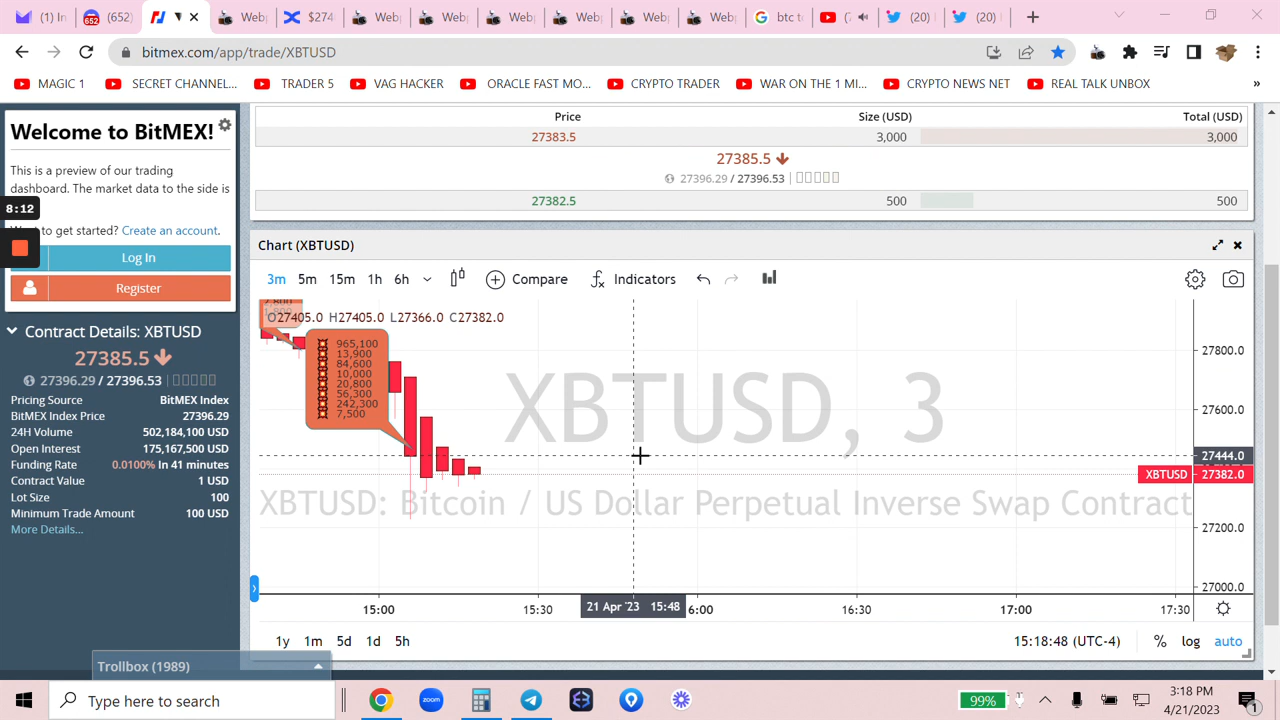 (1) In
(652)
Webp
$274
Webp
Webp
Webp
Webp
Webp
Webp
btc t
(7
(20)
(20) I
bitmex.com/app/trade/XBTUSD
MAGIC 1
SECRET CHANNEL...
TRADER 5
VAG HACKER
ORACLE FAST MO...
CRYPTO TRADER
WAR ON THE 1 MI...
CRYPTO NEWS NET
REAL TALK UNBOX
»
Welcome to BitMEX!
This is a preview of our trading
dashboard. The market data to the side is
8:12
to get started? Create an account.
Log In
Register
Contract Details: XBTUSD
27385.5
27396.29 / 27396.53
Pricing Source BitMEX Index
BitMEX Index Price 27396.29
24H Volume 502,184,100 USD
Open Interest 175,167,500 USD
Funding Rate 0.0100% In 41 minutes
Contract Value 1 USD
Lot Size 100
Minimum Trade Amount 100 USD
More Details...
Trollbox (1989)
Price Size (USD) Total (USD)
27383.5 3,000 3,000
27385.5
27396.29 / 27396.53
27382.5 500 500
Chart (XBTUSD)
3m 5m 15m 1h 6h Compare Indicators
O27405.0 H27405.0 L27366.0 C27382.0
965,100
13,900
84,600
10,000
20,800
56,300
242,300
7,500
XBTUSD, 3
XBTUSD: Bitcoin / US Dollar Perpetual Inverse Swap Contract
27800.0
27600.0
27444.0
XBTUSD 27382.0
27200.0
27000.0
15:00 15:30 21 Apr '23 15:48 6:00 16:30 17:00 17:30
1y 1m 5d 1d 5h 15:18:48 (UTC-4) % log auto
Type here to search
zoom
99%
3:18 PM
4/21/2023
1